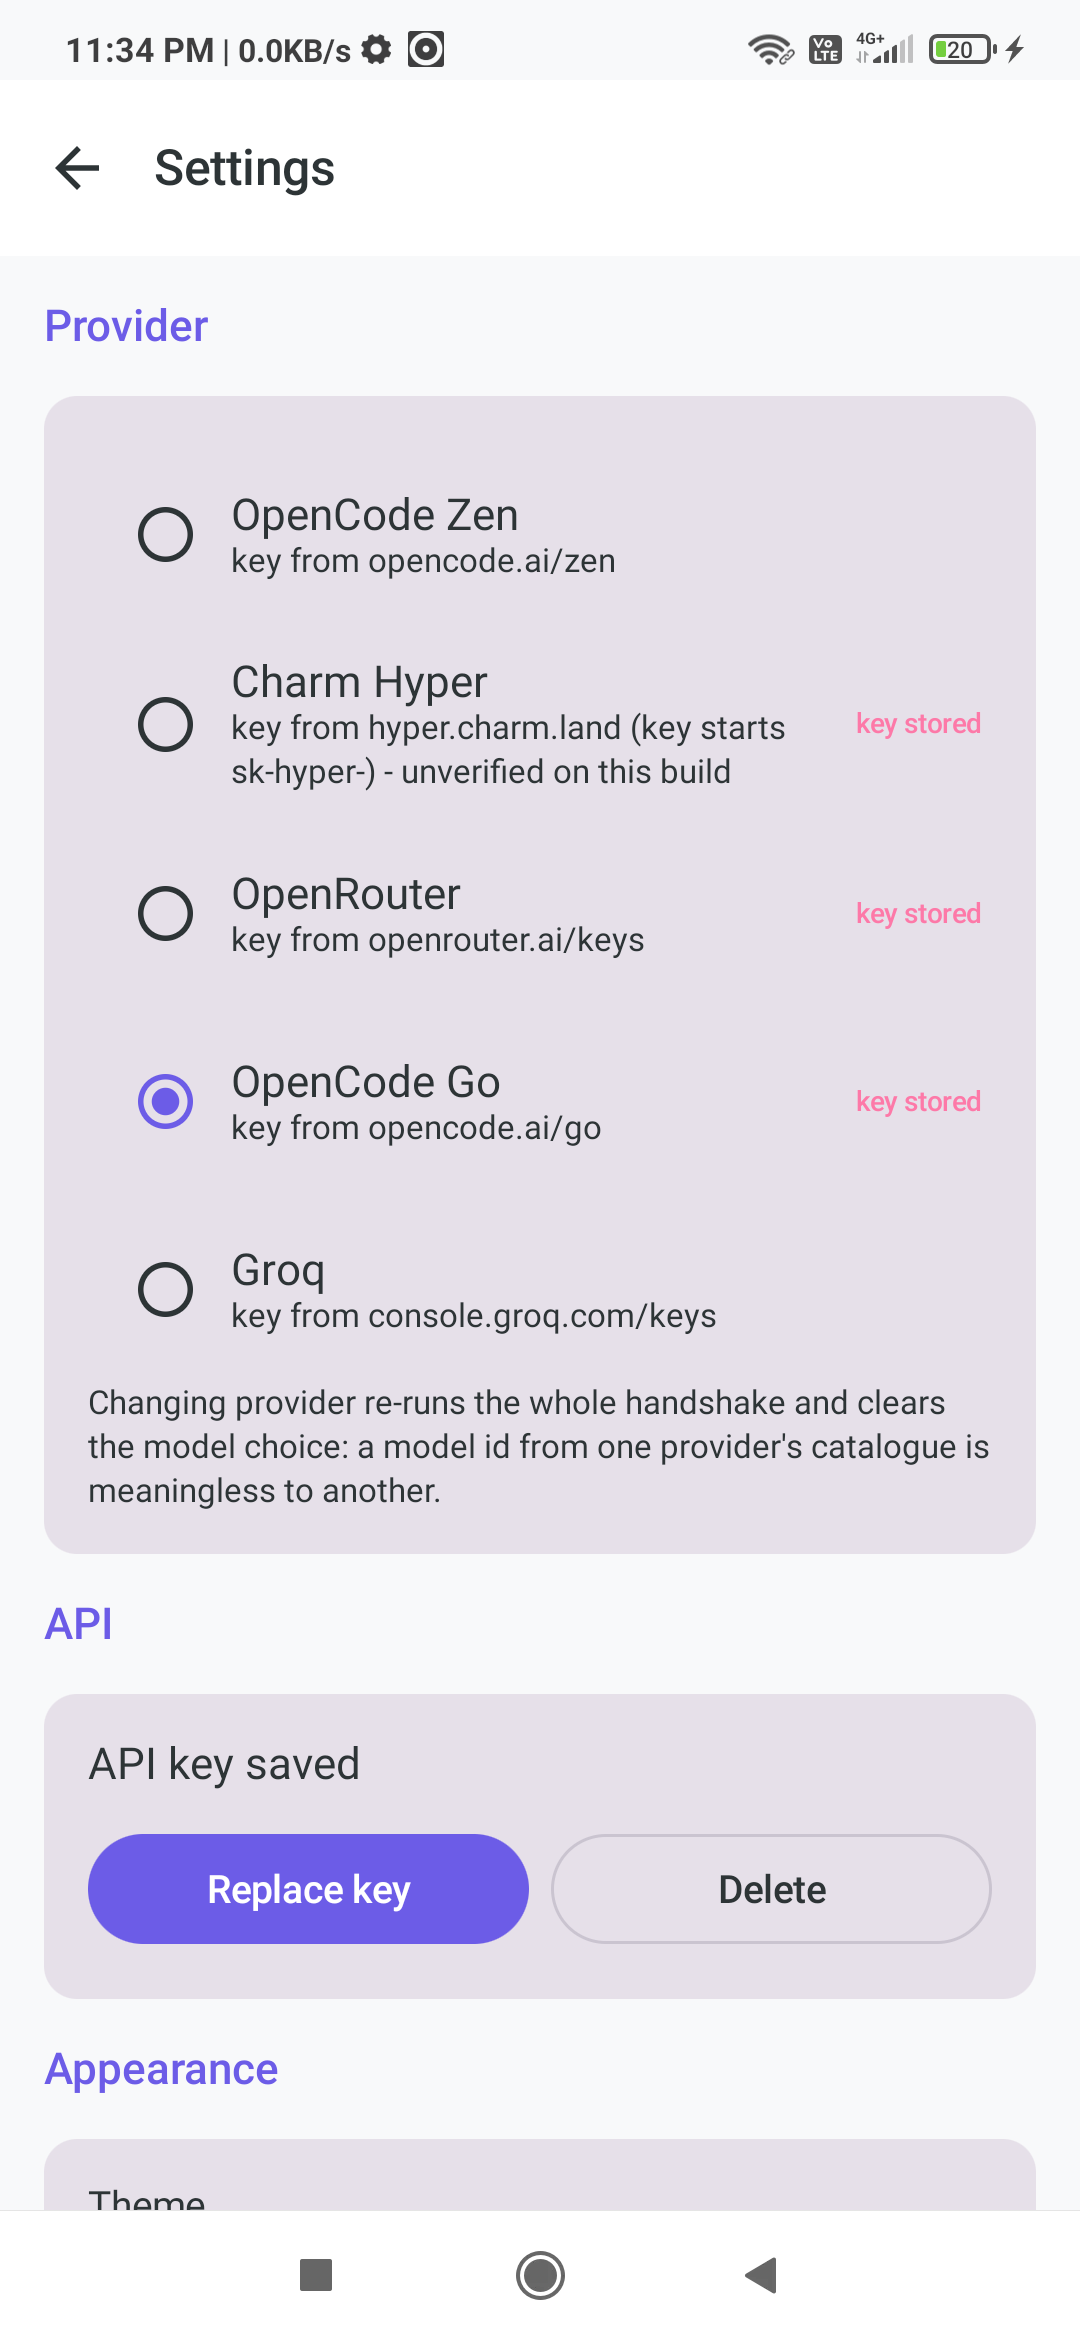 11:34 PM | 0.0KB/s
Vo LTE
4G+
20
Settings
Provider
OpenCode Zen
key from opencode.ai/zen
Charm Hyper
key from hyper.charm.land (key starts
sk-hyper-) - unverified on this build
key stored
OpenRouter
key from openrouter.ai/keys
key stored
OpenCode Go
key from opencode.ai/go
key stored
Groq
key from console.groq.com/keys
Changing provider re-runs the whole handshake and clears
the model choice: a model id from one provider's catalogue is
meaningless to another.
API
API key saved
Replace key
Delete
Appearance
Theme